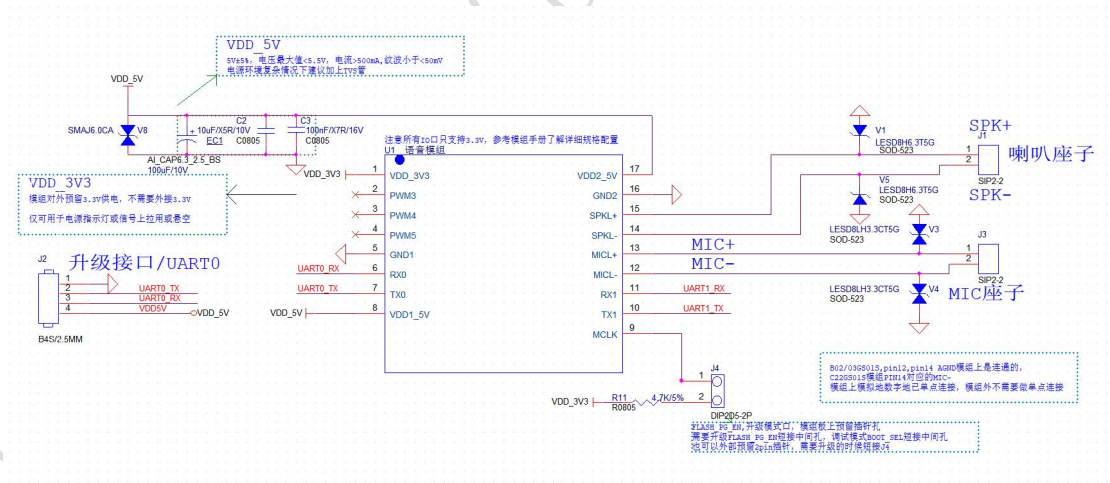 VDD_5V
5V±5%, 电压最大值<5.5V, 电流>500mA,纹波小于<50mV
电源环境复杂情况下建议加上TVS管
VDD_5V
SMAJ6.0CA
V8
+
10uF/X5R/10V
EC1
C2
C0805
C3
100nF/X7R/16V
C0805
AI_CAP6.3_2.5_BS
100uF/10V
VDD_3V3
模组对外预留3.3V供电, 不需要外接3.3V
仅可用于电源指示灯或信号上拉用或悬空
注意所有IO口只支持3.3V, 参考模组手册了解详细规格配置
U1 语音模组
VDD_3V3
1 VDD_3V3
2 PWM3
3 PWM4
4 PWM5
5 GND1
UART0_RX 6 RX0
UART0_TX 7 TX0
VDD_5V 8 VDD1_5V
VDD2_5V 17
GND2 16
SPKL+ 15
SPKL- 14
MICL+ 13
MICL- 12
RX1 11 UART1_RX
TX1 10 UART1_TX
MCLK 9
MIC+
MIC-
J2
升级接口/UART0
1
2 UART0_TX
3 UART0_RX
4 VDD5V
VDD_5V
B4S/2.5MM
V1
LESD8H6.3T5G
SOD-523
V5
LESD8H6.3T5G
SOD-523
SPK+
J1
1
2
喇叭座子
SIP2-2
SPK-
LESD8LH3.3CT5G
SOD-523
V3
J3
1
2
SIP2-2
LESD8LH3.3CT5G
SOD-523
V4
MIC座子
J4
1
2
VDD_3V3
R11
R0805
4.7K/5%
DIP2D5-2P
FLASH_PG_EN,升级模式口, 模组板上预留插针孔
需要升级FLASH_PG_EN短接中间孔, 调试模式BOOT_SEL短接中间孔
也可以外部预留2pin插针, 需要升级的时候短接J4
B02/03GS01S,pin12,pin14 AGND模组上是连通的,
C22GS01S模组PIN14对应的MIC-
模组上模拟地数字地已单点连接, 模组外不需要做单点连接